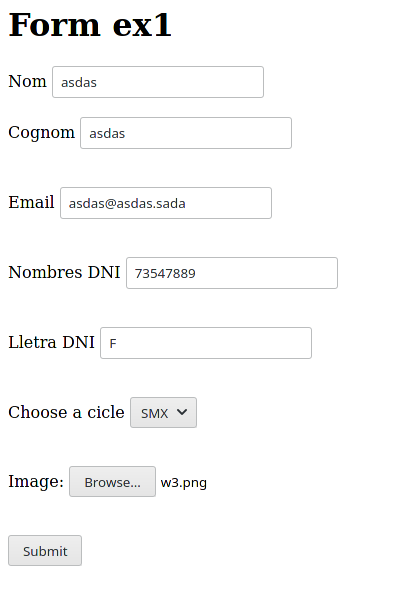 Form ex1
Nom asdas
Cognom asdas
Email asdas@asdas.sada
Nombres DNI 73547889
Lletra DNI F
Choose a cicle SMX
Image: Browse... w3.png
Submit